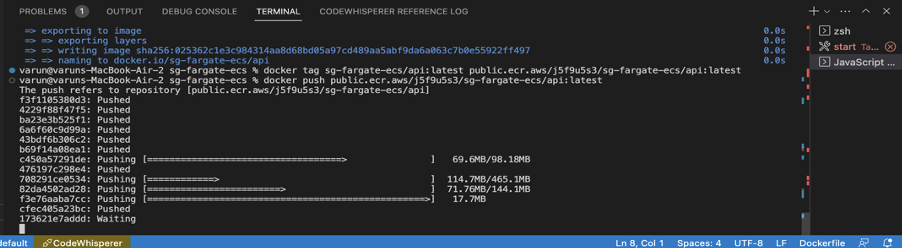 PROBLEMS 1 OUTPUT DEBUG CONSOLE TERMINAL CODEWHISPERER REFERENCE LOG
=> exporting to image 0.0s
=> => exporting layers 0.0s
=> => writing image sha256:025362c1e3c984314aa8d68bd05a97cd489aa5abf9da6a063c7b0e55922ff497 0.0s
=> => naming to docker.io/sg-fargate-ecs/api 0.0s
varun@varuns-MacBook-Air-2 sg-fargate-ecs % docker tag sg-fargate-ecs/api:latest public.ecr.aws/j5f9u5s3/sg-fargate-ecs/api:latest
varun@varuns-MacBook-Air-2 sg-fargate-ecs % docker push public.ecr.aws/j5f9u5s3/sg-fargate-ecs/api:latest
The push refers to repository [public.ecr.aws/j5f9u5s3/sg-fargate-ecs/api]
f3f1105380d3: Pushed
4229f88f47f5: Pushed
ba23e3b525f1: Pushed
6a6f60c9d99a: Pushed
43bdf6b306c2: Pushed
b69f14a08ea1: Pushed
c450a57291de: Pushing [===================================> ] 69.6MB/98.18MB
476197c298e4: Pushed
708291ce0534: Pushing [============> ] 114.7MB/465.1MB
82da4502ad28: Pushing [========================> ] 71.76MB/144.1MB
f3e76aaba7cc: Pushing [==================================================>] 17.7MB
cfec405a23bc: Pushed
173621e7addd: Waiting
zsh
start Ta...
JavaScript ...
default CodeWhisperer Ln 8, Col 1 Spaces: 4 UTF-8 LF Dockerfile